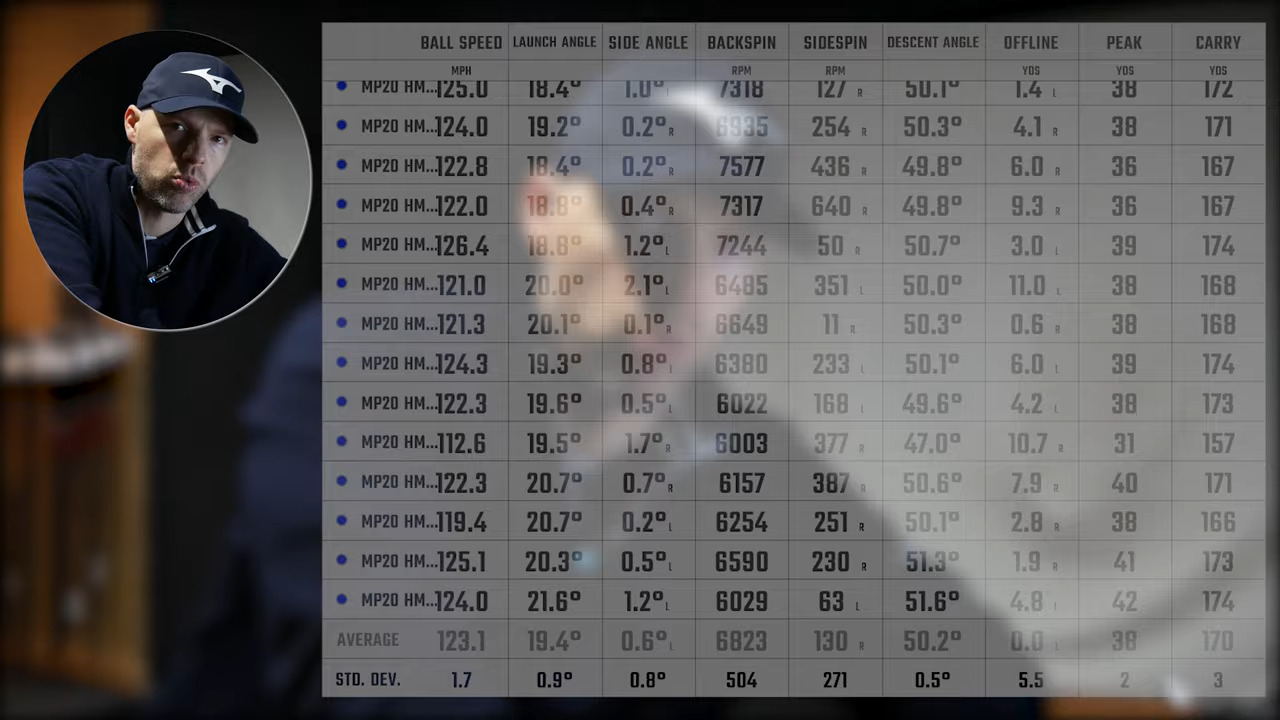 BALL SPEED LAUNCH ANGLE SIDE ANGLE BACKSPIN SIDESPIN DESCENT ANGLE OFFLINE PEAK CARRY
MPH RPM RPM YDS YDS YDS
MP20 HM... 125.0 18.4° 1.0° L 7318 127 R 50.1° 1.4 L 38 172
MP20 HM... 124.0 19.2° 0.2° R 6935 254 R 50.3° 4.1 R 38 171
MP20 HM... 122.8 18.4° 0.2° R 7577 436 R 49.8° 6.0 R 36 167
MP20 HM... 122.0 18.8° 0.4° R 7317 640 R 49.8° 9.3 R 36 167
MP20 HM... 126.4 18.8° 1.2° L 7244 50 R 50.7° 3.0 L 39 174
MP20 HM... 121.0 20.0° 2.1° L 6485 351 L 50.0° 11.0 L 38 168
MP20 HM... 121.3 20.1° 0.1° R 6649 11 R 50.3° 0.6 R 38 168
MP20 HM... 124.3 19.3° 0.8° L 6380 233 L 50.1° 6.0 L 39 174
MP20 HM... 122.3 19.6° 0.5° L 6022 168 L 49.6° 4.2 L 38 173
MP20 HM... 112.6 19.5° 1.7° R 6003 377 R 47.0° 10.7 R 31 157
MP20 HM... 122.3 20.7° 0.7° R 6157 387 R 50.6° 7.9 R 40 171
MP20 HM... 119.4 20.7° 0.2° L 6254 251 R 50.1° 2.8 R 38 166
MP20 HM... 125.1 20.3° 0.5° L 6590 230 R 51.3° 1.9 R 41 173
MP20 HM... 124.0 21.6° 1.2° L 6029 63 L 51.6° 4.8 L 42 174
AVERAGE 123.1 19.4° 0.6° L 6823 130 R 50.2° 0.0 L 38 170
STD. DEV. 1.7 0.9° 0.8° 504 271 0.5° 5.5 2 3